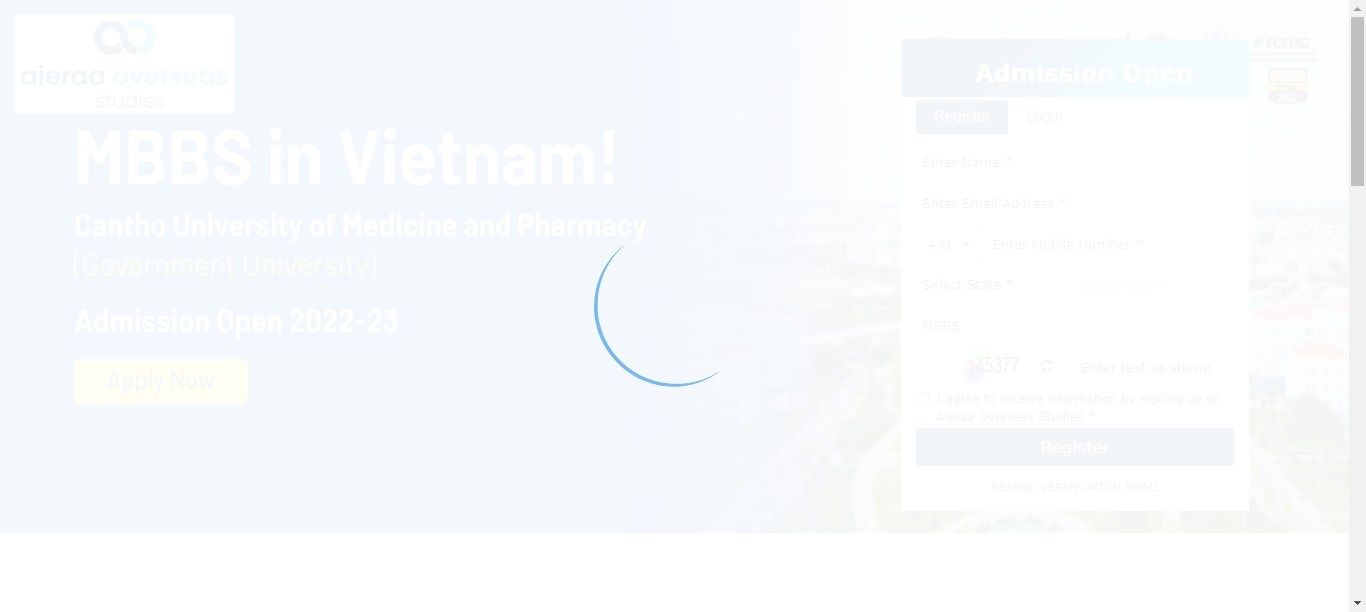 aieraa overseas
studies
MBBS in Vietnam!
Cantho University of Medicine and Pharmacy
(Government University)
Admission Open 2022-23
Apply Now
ECFMG
Admission Open
Register Login
Enter Name *
Enter Email Address *
+91 Enter Mobile Number *
Select State * Select City *
MBBS
145377 Enter text as shown
I agree to receive information by signing up on
Aieraa Overseas Studies *
Register
RESEND VERIFICATION EMAIL